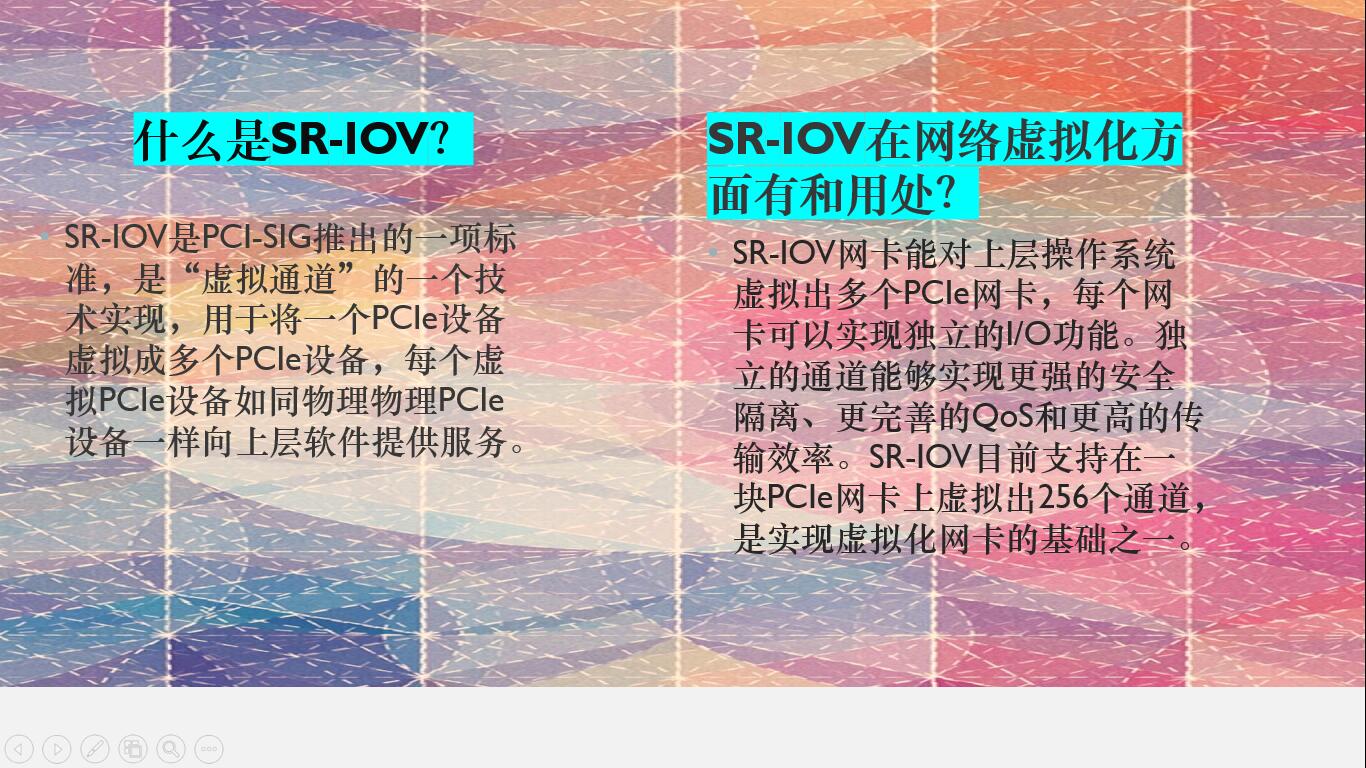 什么是SR-IOV？
SR-IOV是PCI-SIG推出的一项标
准，是“虚拟通道”的一个技
术实现，用于将一个PCIe设备
虚拟成多个PCIe设备，每个虚
拟PCIe设备如同物理物理PCIe
设备一样向上层软件提供服务。
SR-IOV在网络虚拟化方
面有和用处？
SR-IOV网卡能对上层操作系统
虚拟出多个PCIe网卡，每个网
卡可以实现独立的I/O功能。独
立的通道能够实现更强的安全
隔离、更完善的QoS和更高的传
输效率。SR-IOV目前支持在一
块PCIe网卡上虚拟出256个通道，
是实现虚拟化网卡的基础之一。